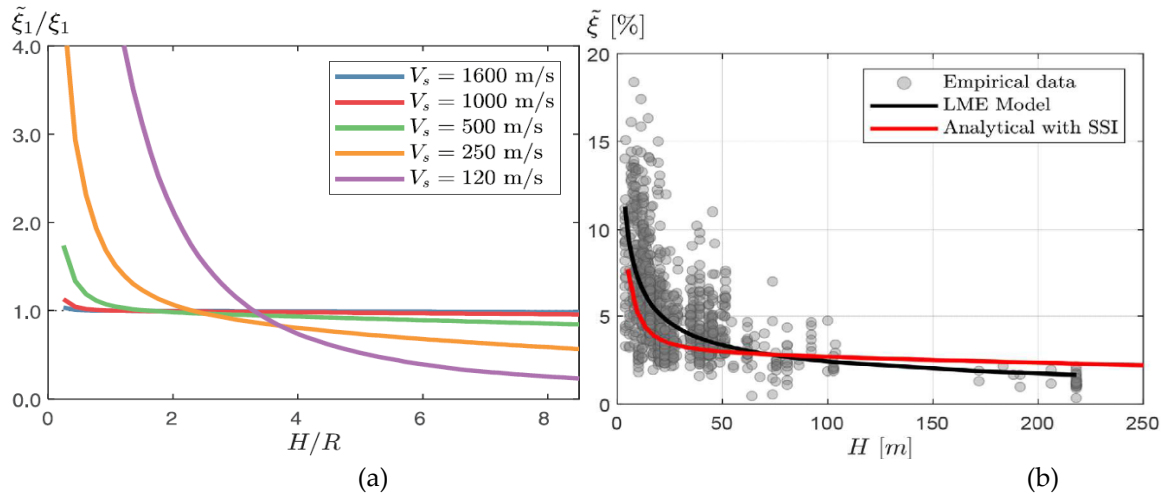 ξ̃₁/ξ₁
4.0
3.0
2.0
1.0
0.0
0 2 4 6 8
H/R
V_s = 1600 m/s
V_s = 1000 m/s
V_s = 500 m/s
V_s = 250 m/s
V_s = 120 m/s
(a)
ξ̃ [%]
20
15
10
5
0
0 50 100 150 200 250
H [m]
Empirical data
LME Model
Analytical with SSI
(b)